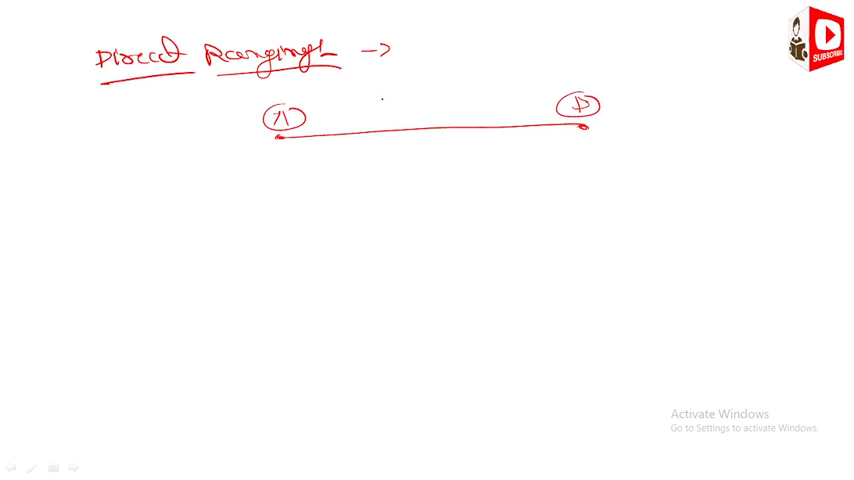 SUBSCRIBE
Direct Ranging :- →
A
B
Activate Windows
Go to Settings to activate Windows.